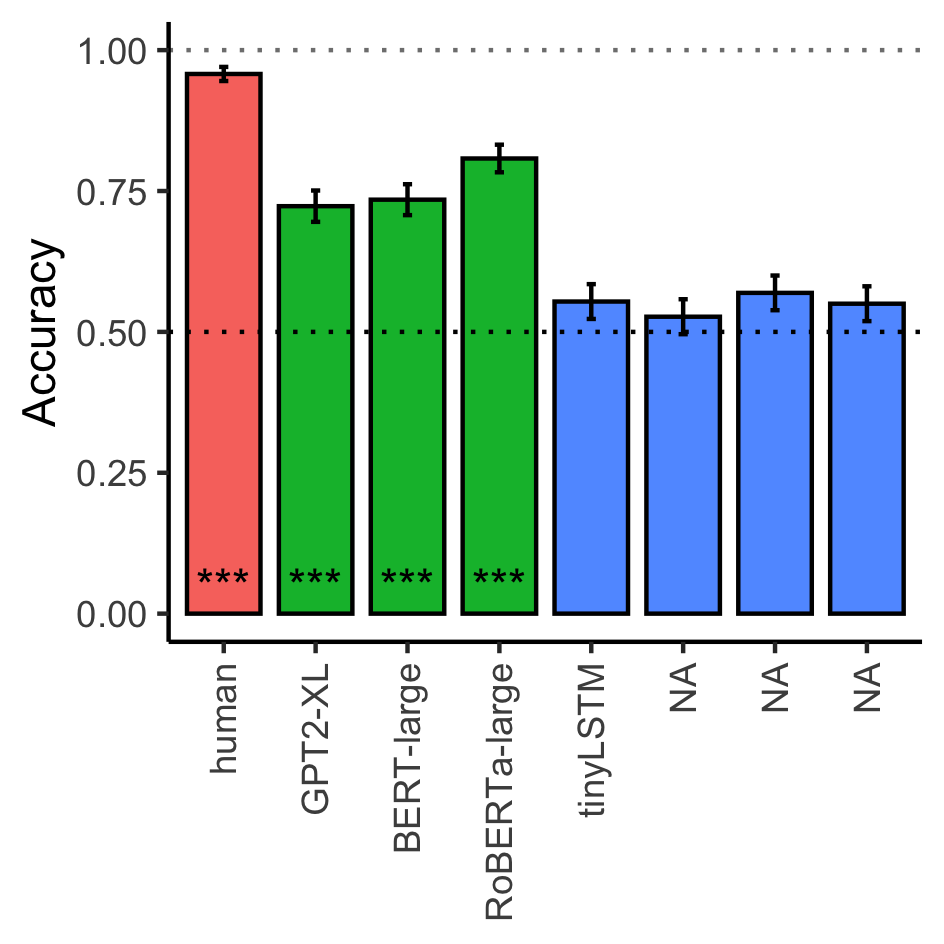 1.00
0.75
0.50
0.25
0.00
Accuracy
*** *** *** ***
human GPT2-XL BERT-large RoBERTa-large tinyLSTM NA NA NA